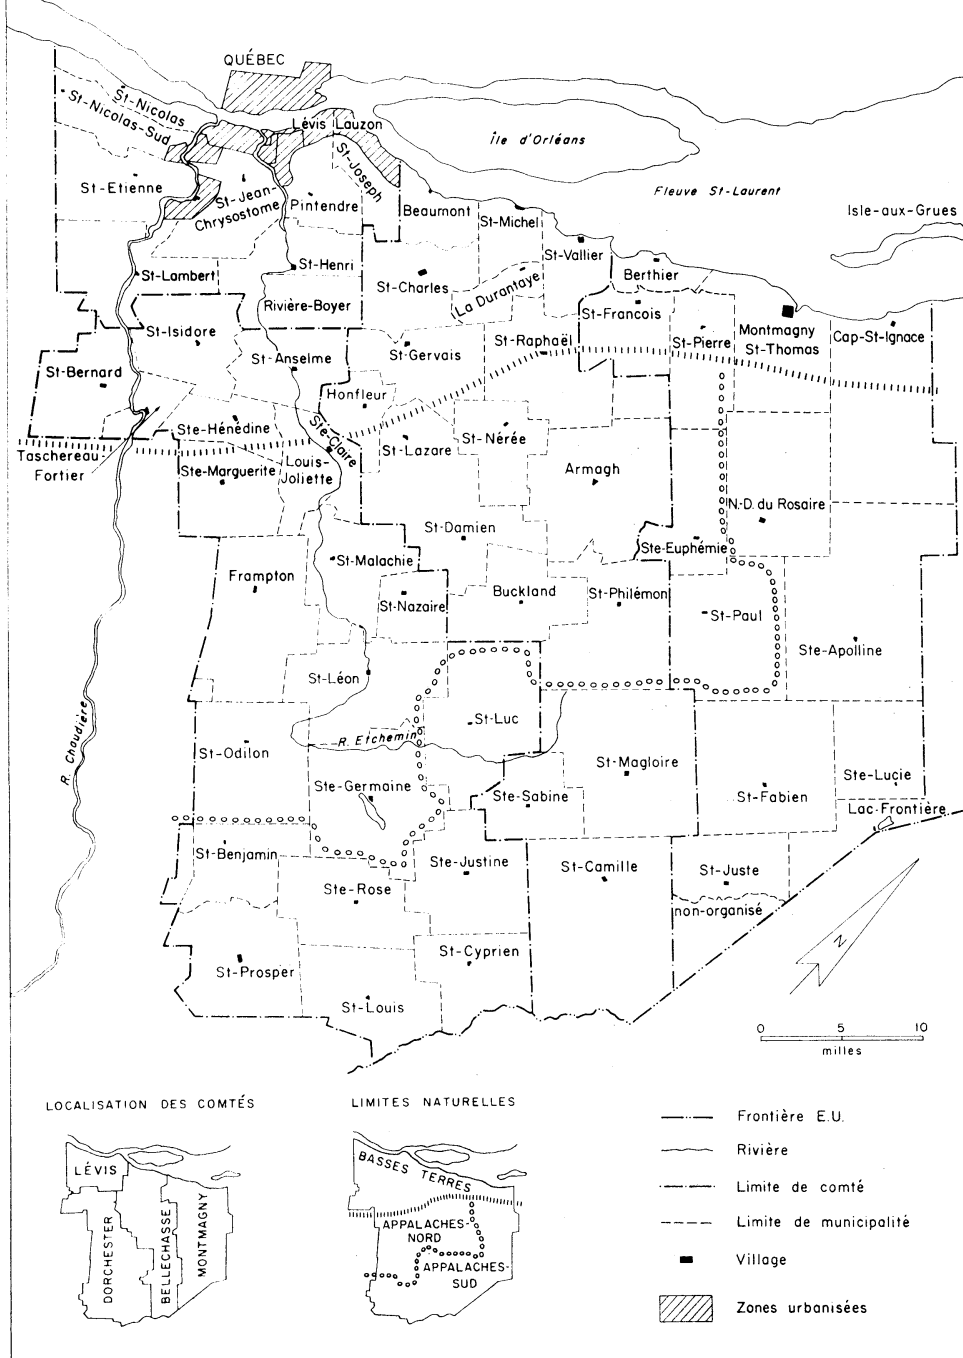 QUÉBEC
St-Nicolas
St-Nicolas-Sud
Lévis Lauzon
Île d'Orléans
St-Joseph
St-Etienne
St-Jean-
Chrysostome
Pintendre
Fleuve St-Laurent
Beaumont
St-Michel
Isle-aux-Grues
St-Vallier
St-Henri
St-Lambert
Berthier
St-Charles
La Durantaye
Rivière-Boyer
St-Francois
St-Isidore
St-Raphaël
St-Pierre
Montmagny
St-Thomas
Cap-St-Ignace
St-Anselme
St-Gervais
St-Bernard
Honfleur
Ste-Hénédine
Ste-Claire
St-Nérée
St-Lazare
Taschereau-
Fortier
Ste-Marguerite
Louis-
Joliette
Armagh
N.-D. du Rosaire
St-Damien
Ste-Euphémie
St-Malachie
Frampton
St-Nazaire
Buckland
St-Philémon
St-Paul
Ste-Apolline
St-Léon
R. Chaudière
St-Luc
R. Etchemin
St-Odilon
St-Magloire
Ste-Germaine
Ste-Sabine
St-Fabien
Ste-Lucie
Lac-Frontière
St-Benjamin
Ste-Justine
St-Camille
St-Juste
Ste-Rose
non-organisé
St-Cyprien
N
St-Prosper
St-Louis
0 5 10
milles
LOCALISATION DES COMTÉS
LÉVIS
DORCHESTER
BELLECHASSE
MONTMAGNY
LIMITES NATURELLES
BASSES TERRES
APPALACHES-
NORD
APPALACHES-
SUD
Frontière E.U.
Rivière
Limite de comté
Limite de municipalité
Village
Zones urbanisées